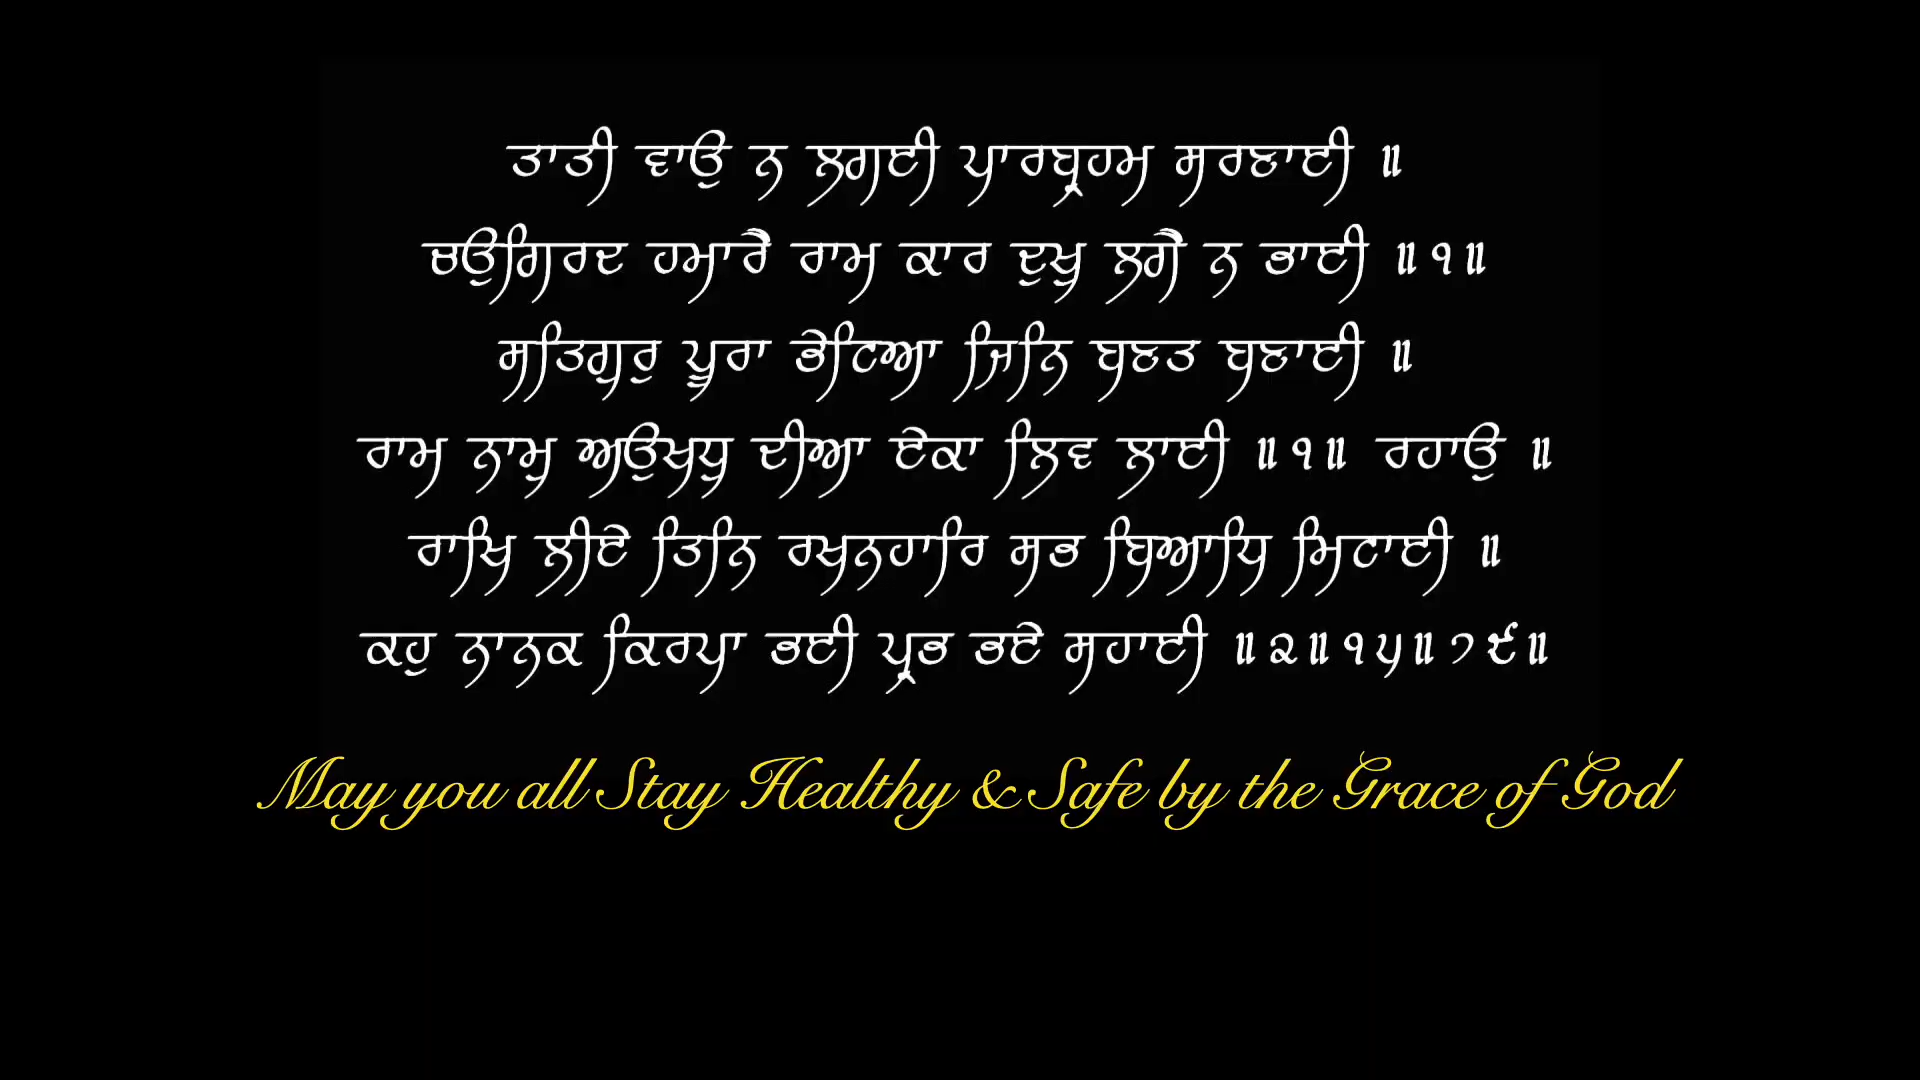 ਤਾਤੀ ਵਾਉ ਨ ਲਗਈ ਪਾਰਬ੍ਰਹਮ ਸਰਣਾਈ ॥
ਚਉਗਿਰਦ ਹਮਾਰੈ ਰਾਮ ਕਾਰ ਦੁਖੁ ਲਗੈ ਨ ਭਾਈ ॥੧॥
ਸਤਿਗੁਰੁ ਪੂਰਾ ਭੇਟਿਆ ਜਿਨਿ ਬਣਤ ਬਣਾਈ ॥
ਰਾਮ ਨਾਮੁ ਅਉਖਧੁ ਦੀਆ ਏਕਾ ਲਿਵ ਲਾਈ ॥੧॥ ਰਹਾਉ ॥
ਰਾਖਿ ਲੀਏ ਤਿਨਿ ਰਖਨਹਾਰਿ ਸਭ ਬਿਆਧਿ ਮਿਟਾਈ ॥
ਕਹੁ ਨਾਨਕ ਕਿਰਪਾ ਭਈ ਪ੍ਰਭ ਭਏ ਸਹਾਈ ॥੨॥੧੫॥੭੯॥
May you all Stay Healthy & Safe by the Grace of God